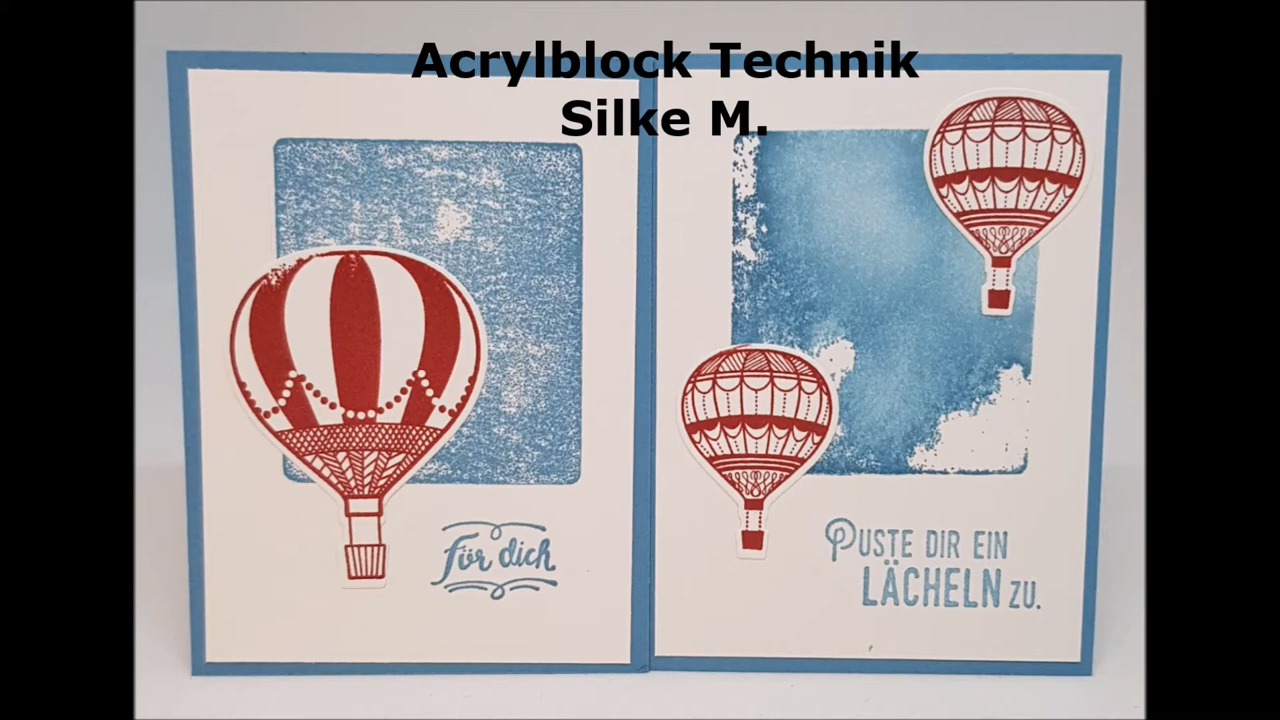 Acrylblock Technik
Silke M.
Für dich
PUSTE DIR EIN
LÄCHELN ZU.